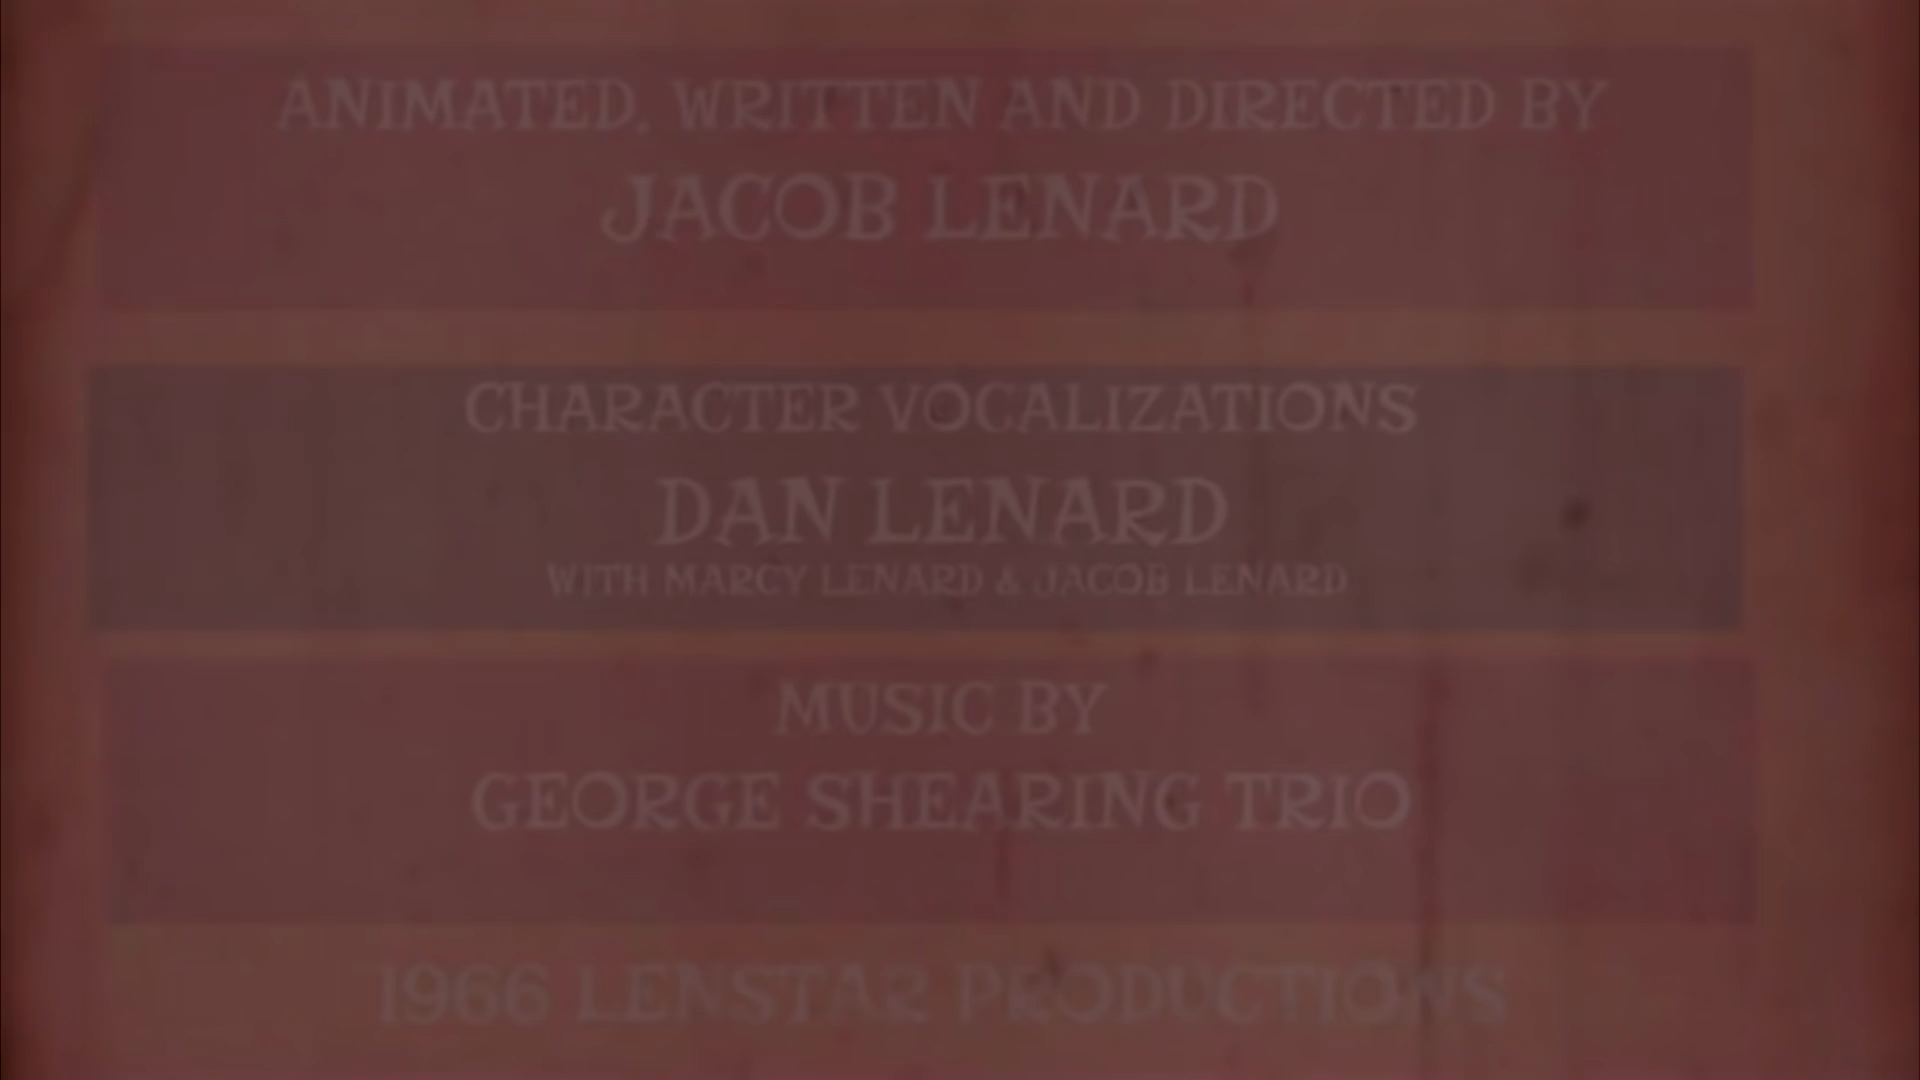 ANIMATED, WRITTEN AND DIRECTED BY
JACOB LENARD
CHARACTER VOCALIZATIONS
DAN LENARD
WITH MARCY LENARD & JACOB LENARD
MUSIC BY
GEORGE SHEARING TRIO
1966 LENSTAR PRODUCTIONS